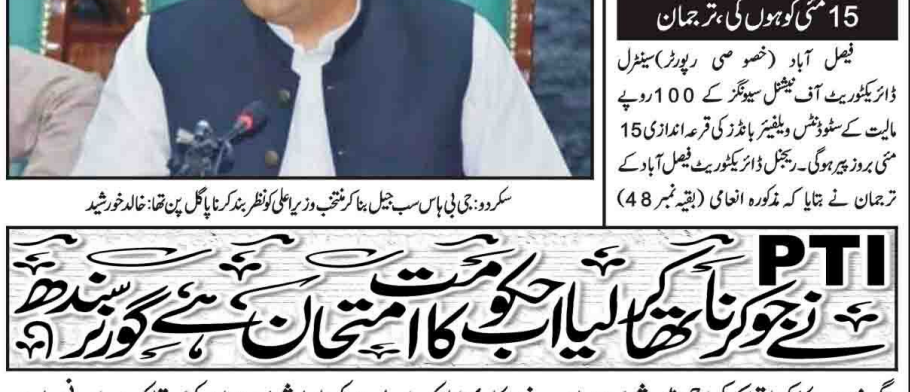 15 مئی کو ہوں گی، ترجمان
فیصل آباد (خصوصی رپورٹر) سینٹرل
ڈائریکٹوریٹ آف نیشنل سیونگز کے 100 روپے
مالیت کے سٹوڈنٹس ویلفیئر بانڈز کی قرعہ اندازی 15
مئی بروز پیر ہوگی۔ ریجنل ڈائریکٹوریٹ فیصل آباد کے
ترجمان نے بتایا کہ مذکورہ انعامی (بقیہ نمبر 48)
سکردو: جی بی ہاس سب جیل بنا کر منتخب وزیر اعلی کو نظر بند کرنا پاگل پن تھا: خالد خورشید
PTI نے جو کرنا تھا کر لیا اب حکومت کا امتحان ہے گورنر سندھ